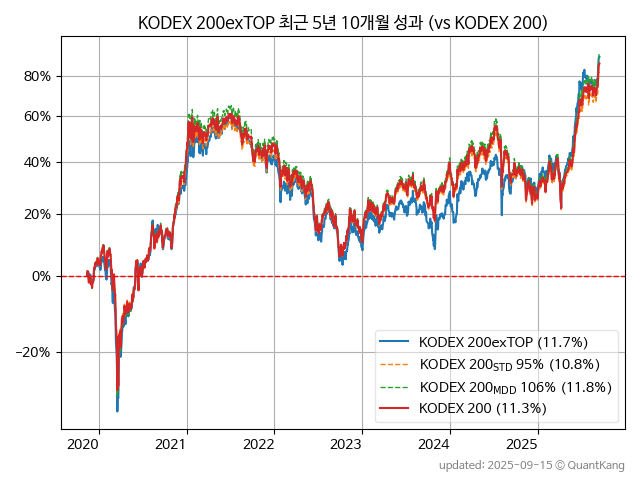 KODEX 200exTOP 최근 5년 10개월 성과 (vs KODEX 200)
80%
60%
40%
20%
0%
−20%
KODEX 200exTOP (11.7%)
KODEX 200STD 95% (10.8%)
KODEX 200MDD 106% (11.8%)
KODEX 200 (11.3%)
2020 2021 2022 2023 2024 2025
updated: 2025-09-15 © QuantKang